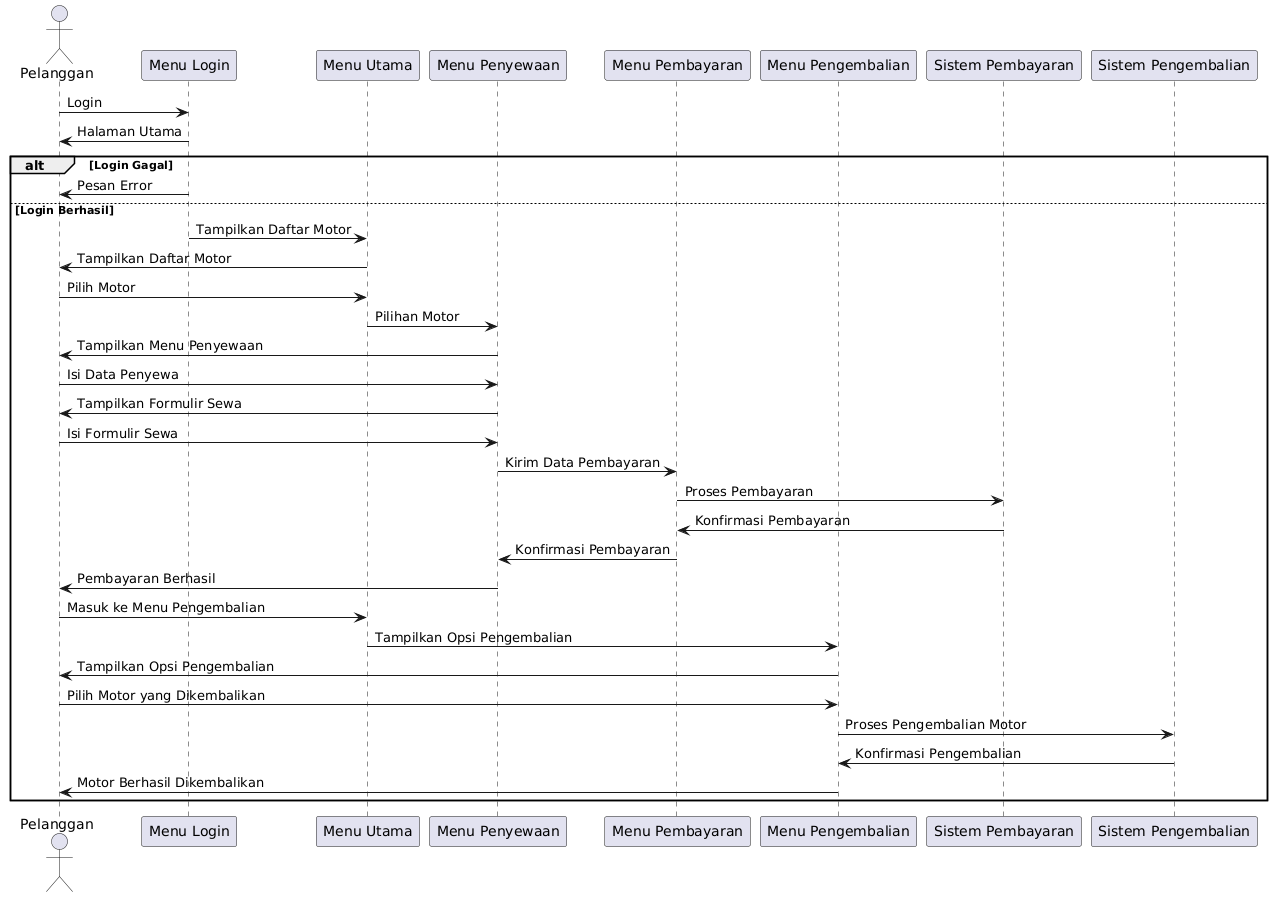 Pelanggan
Menu Login
Menu Utama
Menu Penyewaan
Menu Pembayaran
Menu Pengembalian
Sistem Pembayaran
Sistem Pengembalian
Login
Halaman Utama
alt
[Login Gagal]
Pesan Error
[Login Berhasil]
Tampilkan Daftar Motor
Tampilkan Daftar Motor
Pilih Motor
Pilihan Motor
Tampilkan Menu Penyewaan
Isi Data Penyewa
Tampilkan Formulir Sewa
Isi Formulir Sewa
Kirim Data Pembayaran
Proses Pembayaran
Konfirmasi Pembayaran
Konfirmasi Pembayaran
Pembayaran Berhasil
Masuk ke Menu Pengembalian
Tampilkan Opsi Pengembalian
Tampilkan Opsi Pengembalian
Pilih Motor yang Dikembalikan
Proses Pengembalian Motor
Konfirmasi Pengembalian
Motor Berhasil Dikembalikan
Pelanggan
Menu Login
Menu Utama
Menu Penyewaan
Menu Pembayaran
Menu Pengembalian
Sistem Pembayaran
Sistem Pengembalian